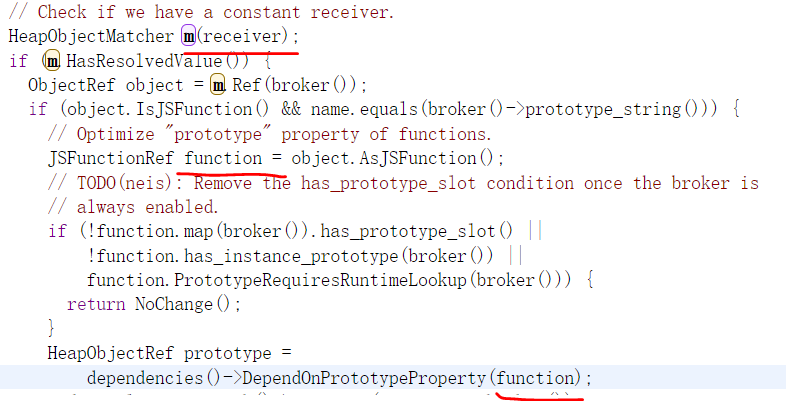 // Check if we have a constant receiver.
HeapObjectMatcher m(receiver);
if (m.HasResolvedValue()) {
ObjectRef object = m.Ref(broker());
if (object.IsJSFunction() && name.equals(broker()->prototype_string())) {
// Optimize "prototype" property of functions.
JSFunctionRef function = object.AsJSFunction();
// TODO(neis): Remove the has_prototype_slot condition once the broker is
// always enabled.
if (!function.map(broker()).has_prototype_slot() ||
!function.has_instance_prototype(broker()) ||
function.PrototypeRequiresRuntimeLookup(broker())) {
return NoChange();
}
HeapObjectRef prototype =
dependencies()->DependOnPrototypeProperty(function);